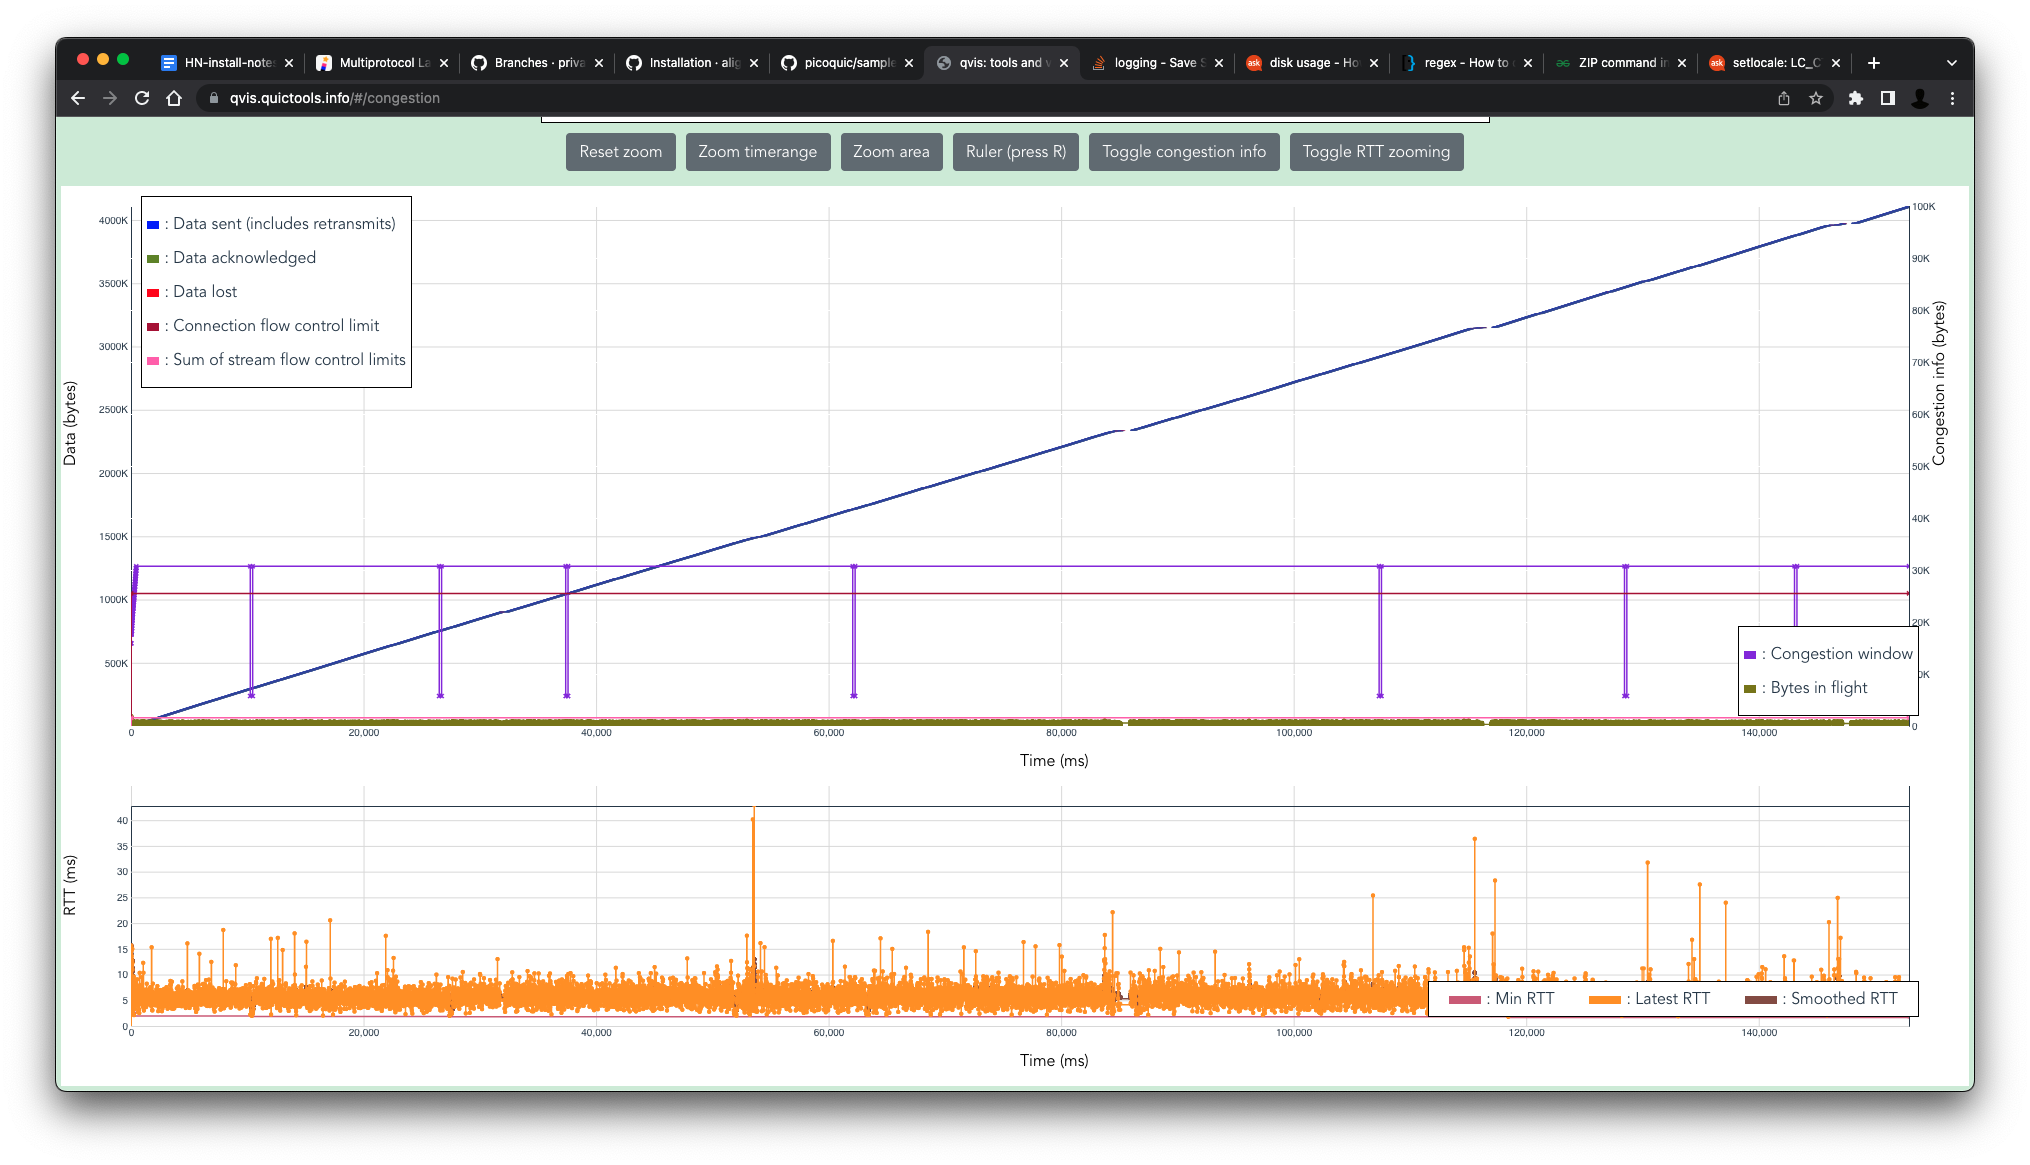 HN-install-note
Multiprotocol La
Branches · priva
Installation · alig
picoquic/sample
qvis: tools and v
logging - Save S
disk usage - Ho
regex - How to
ZIP command in
setlocale: LC_C
qvis.quictools.info/#/congestion
Reset zoom
Zoom timerange
Zoom area
Ruler (press R)
Toggle congestion info
Toggle RTT zooming
: Data sent (includes retransmits)
: Data acknowledged
: Data lost
: Connection flow control limit
: Sum of stream flow control limits
Data (bytes)
4000K
3500K
3000K
2500K
2000K
1500K
1000K
500K
Congestion info (bytes)
100K
90K
80K
70K
60K
50K
40K
30K
20K
0K
0
: Congestion window
: Bytes in flight
0 20,000 40,000 60,000 80,000 100,000 120,000 140,000
Time (ms)
RTT (ms)
40
35
30
25
20
15
10
5
0
: Min RTT : Latest RTT : Smoothed RTT
0 20,000 40,000 60,000 80,000 100,000 120,000 140,000
Time (ms)